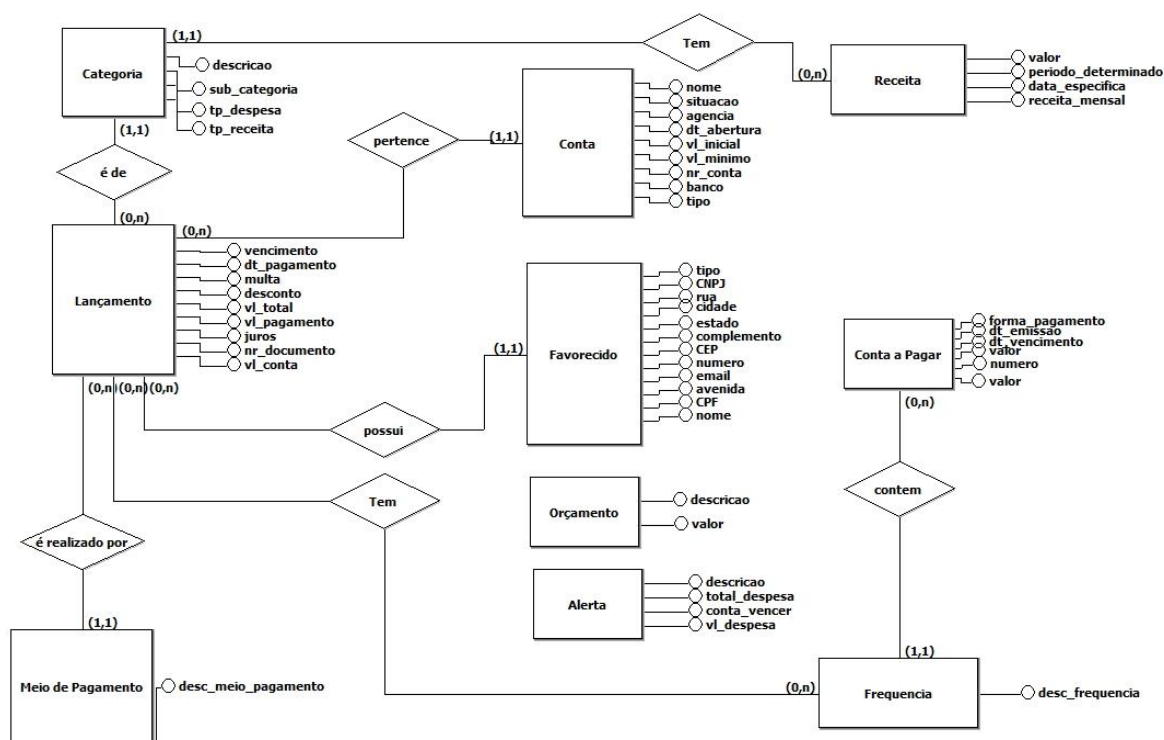 (1,1)
Tem
(0,n)
Categoria
descricao
sub_categoria
tp_despesa
tp_receita
Receita
valor
periodo_determinado
data_especifica
receita_mensal
(1,1)
é de
(0,n)
pertence
(0,n)
(1,1)
Conta
nome
situacao
agencia
dt_abertura
vl_inicial
vl_minimo
nr_conta
banco
tipo
Lançamento
vencimento
dt_pagamento
multa
desconto
vl_total
vl_pagamento
juros
nr_documento
vl_conta
(0,n)
(0,n)
(0,n)
possui
(1,1)
Favorecido
tipo
CNPJ
rua
cidade
estado
complemento
CEP
numero
email
avenida
CPF
nome
Conta a Pagar
forma_pagamento
dt_emissao
dt_vencimento
valor
numero
valor
(0,n)
contem
(1,1)
Tem
(0,n)
Orçamento
descricao
valor
Alerta
descricao
total_despesa
conta_vencer
vl_despesa
é realizado por
(1,1)
Meio de Pagamento
desc_meio_pagamento
Frequencia
desc_frequencia